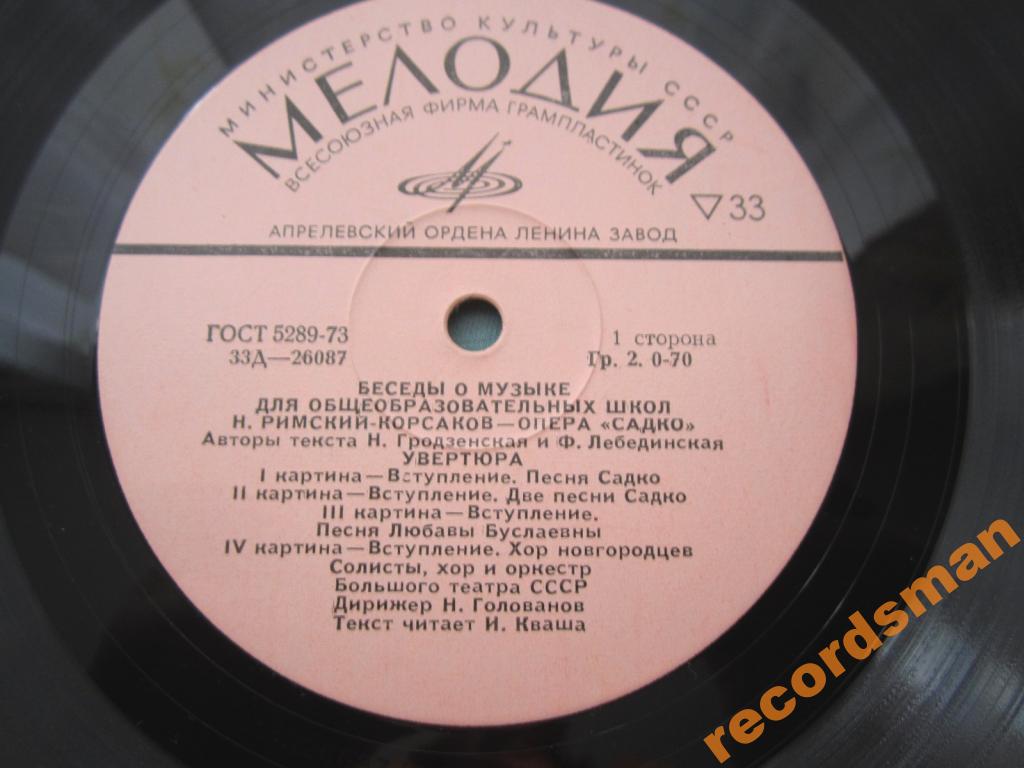 МИНИСТЕРСТВО КУЛЬТУРЫ СССР
МЕЛОДИЯ
ВСЕСОЮЗНАЯ ФИРМА ГРАМПЛАСТИНОК
▽33
АПРЕЛЕВСКИЙ ОРДЕНА ЛЕНИНА ЗАВОД
ГОСТ 5289-73
33Д—26087
1 сторона
Гр. 2. 0-70
БЕСЕДЫ О МУЗЫКЕ
ДЛЯ ОБЩЕОБРАЗОВАТЕЛЬНЫХ ШКОЛ
Н. РИМСКИЙ-КОРСАКОВ—ОПЕРА «САДКО»
Авторы текста Н. Гродзенская и Ф. Лебединская
УВЕРТЮРА
I картина—Вступление. Песня Садко
II картина—Вступление. Две песни Садко
III картина—Вступление.
Песня Любавы Буслаевны
IV картина—Вступление. Хор новгородцев
Солисты, хор и оркестр
Большого театра СССР
Дирижер Н. Голованов
Текст читает И. Кваша
recordsman